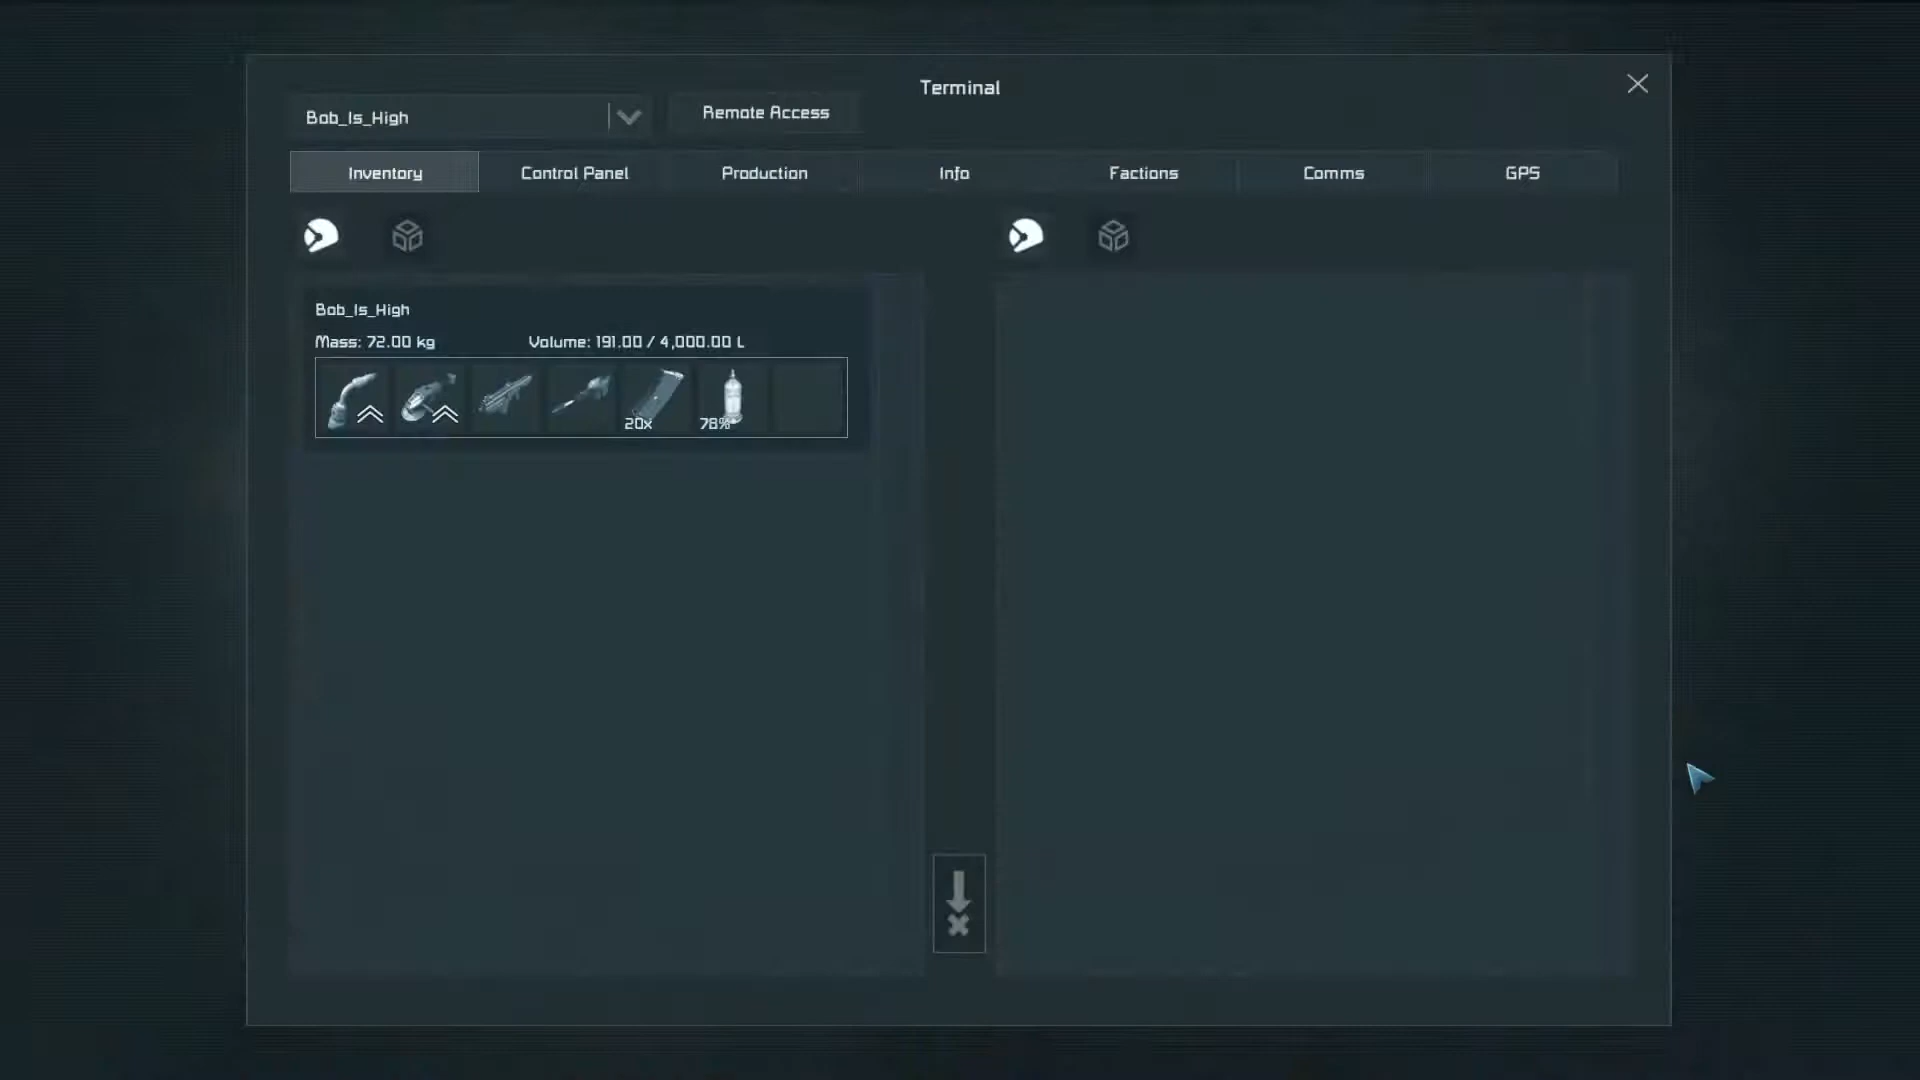 Terminal
Bob_Is_High
Remote Access
Inventory
Control Panel
Production
Info
Factions
Comms
GPS
Bob_Is_High
Mass: 72.00 kg
Volume: 191.00 / 4,000.00 L
20x
78%